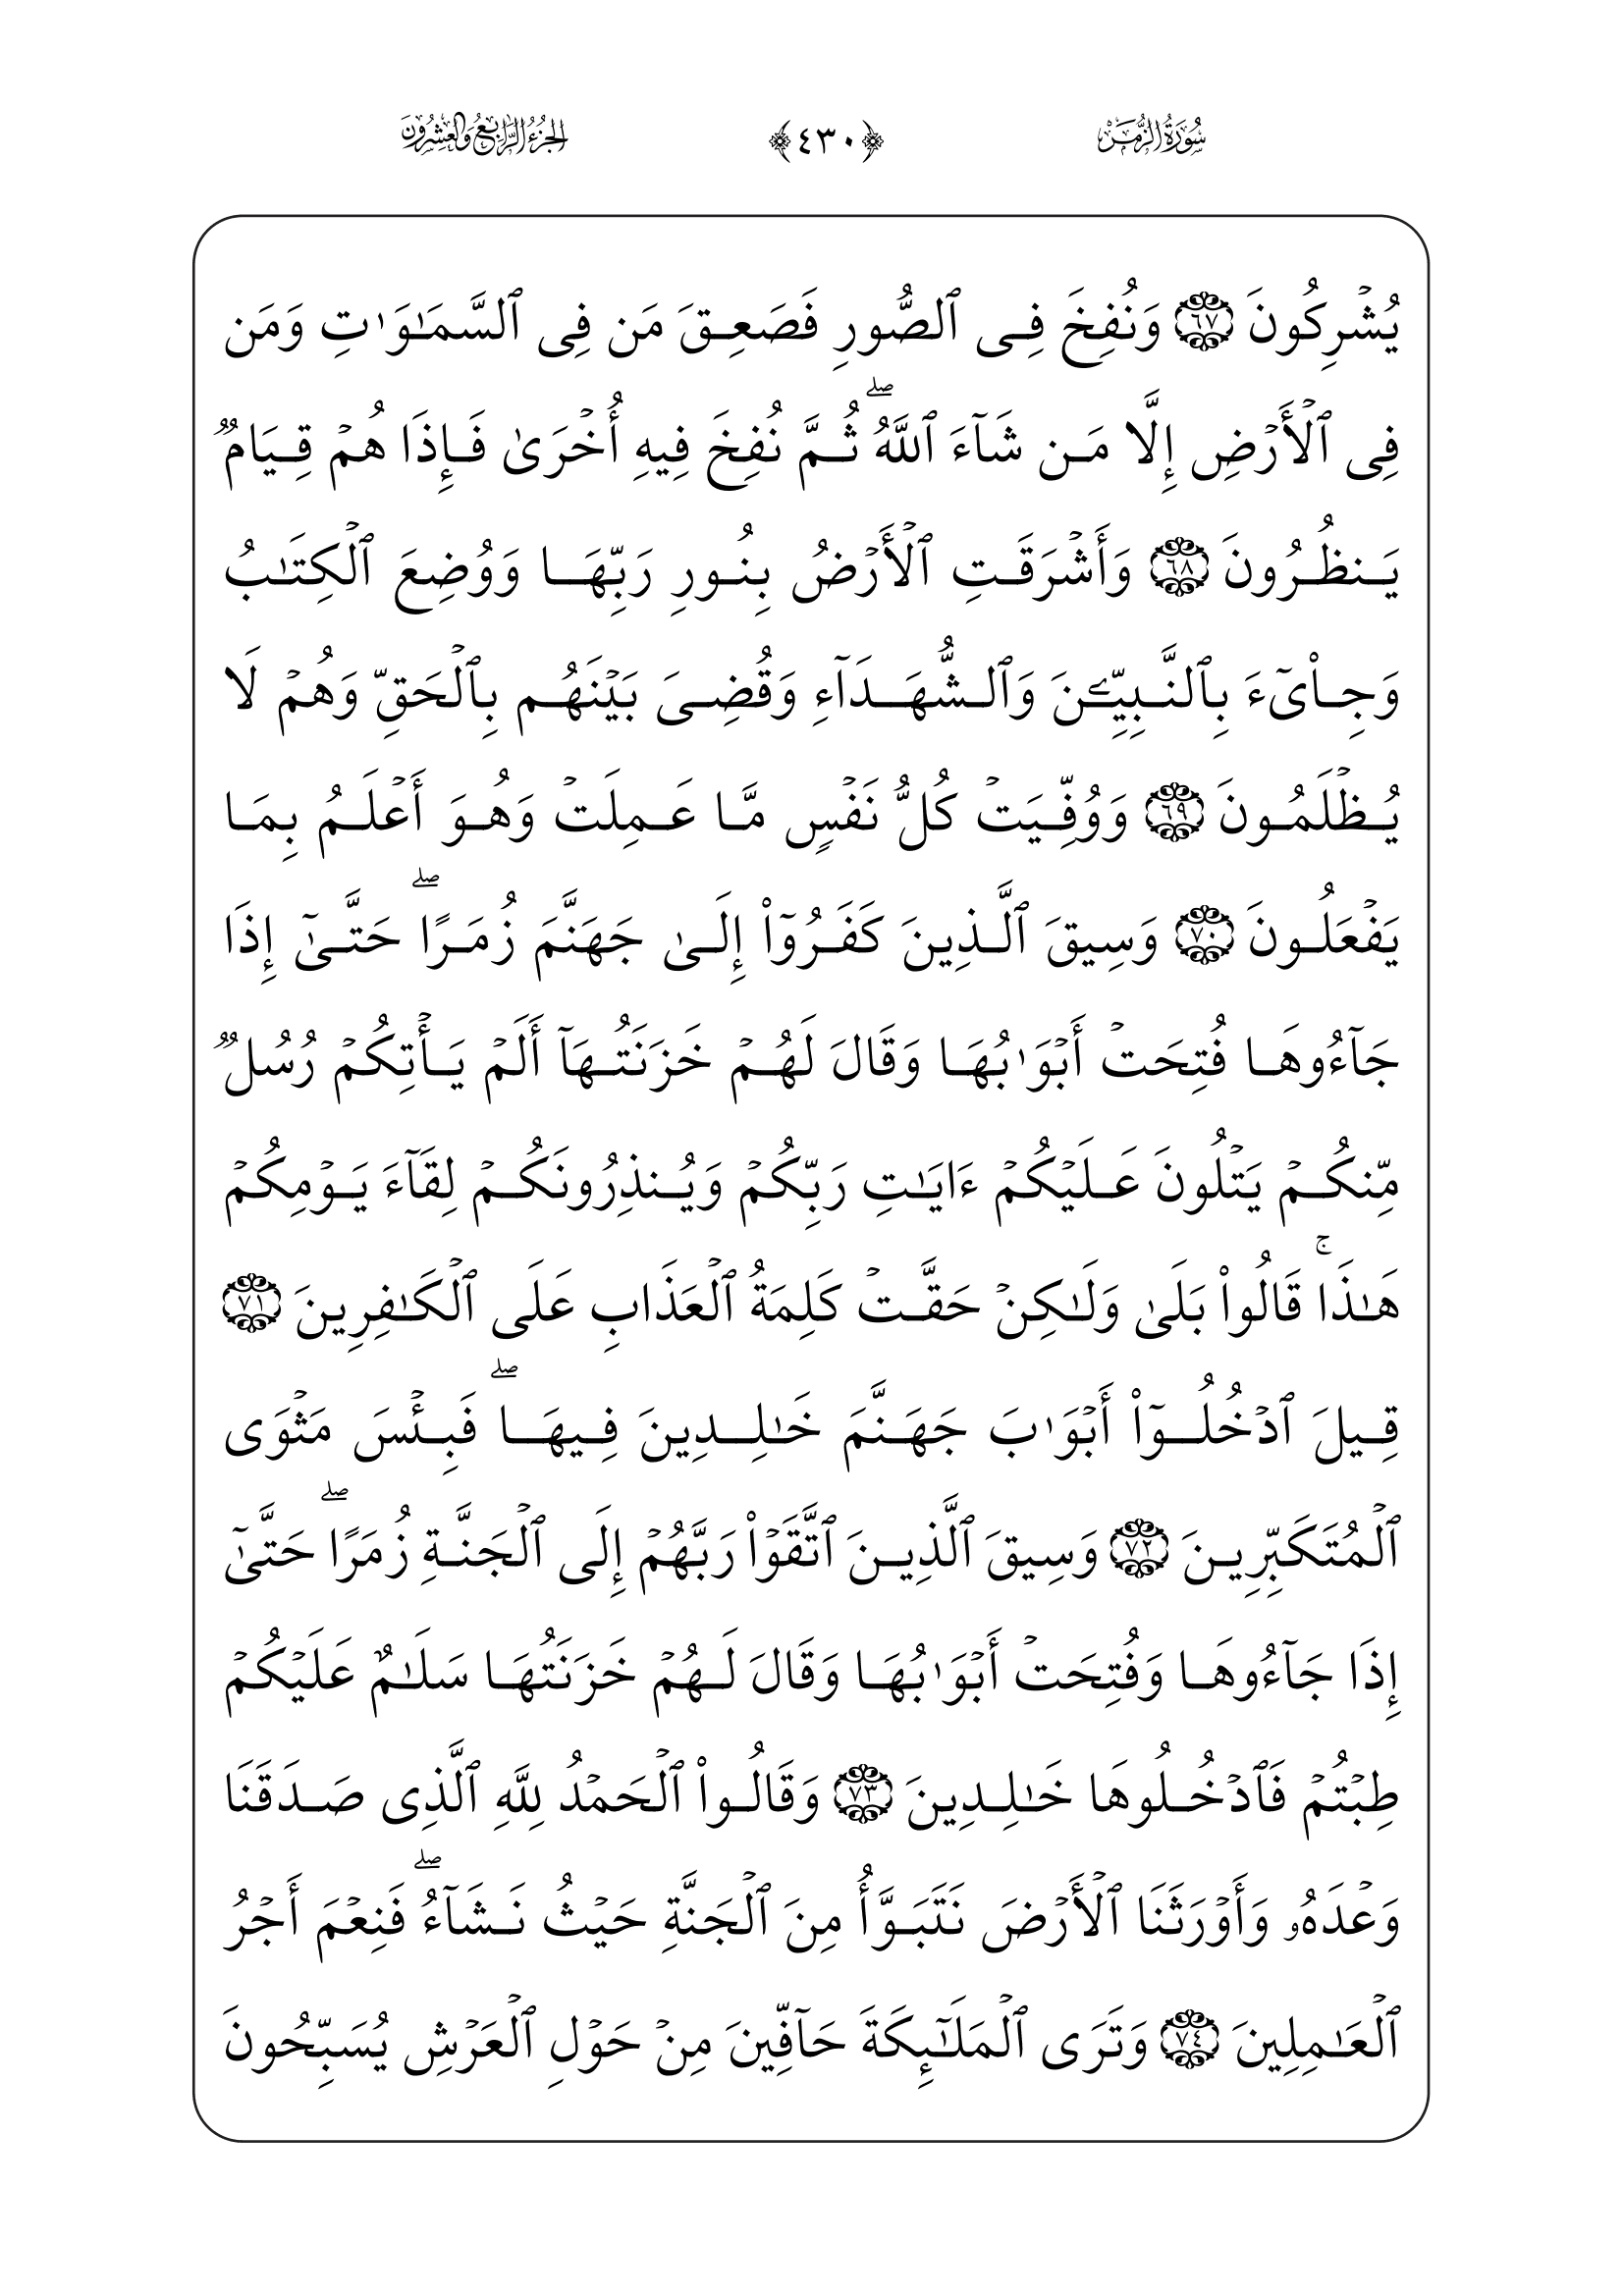 سُورَةُ الزُّمَرِ ﴿٤٣٠﴾ الجُزْءُ الرَّابِعُ وَالعِشْرُونَ
يُشۡرِكُونَ ٦٧ وَنُفِخَ فِى ٱلصُّورِ فَصَعِقَ مَن فِى ٱلسَّمَـٰوَٰتِ وَمَن
فِى ٱلۡأَرۡضِ إِلَّا مَن شَآءَ ٱللَّهُۖ ثُمَّ نُفِخَ فِيهِ أُخۡرَىٰ فَإِذَا هُمۡ قِيَامٞ
يَنظُرُونَ ٦٨ وَأَشۡرَقَتِ ٱلۡأَرۡضُ بِنُورِ رَبِّهَا وَوُضِعَ ٱلۡكِتَـٰبُ
وَجِا۟ىٓءَ بِٱلنَّبِيِّـۧنَ وَٱلشُّهَدَآءِ وَقُضِىَ بَيۡنَهُم بِٱلۡحَقِّ وَهُمۡ لَا
يُظۡلَمُونَ ٦٩ وَوُفِّيَتۡ كُلُّ نَفۡسٍ مَّا عَمِلَتۡ وَهُوَ أَعۡلَمُ بِمَا
يَفۡعَلُونَ ٧٠ وَسِيقَ ٱلَّذِينَ كَفَرُوٓا۟ إِلَىٰ جَهَنَّمَ زُمَرًاۖ حَتَّىٰٓ إِذَا
جَآءُوهَا فُتِحَتۡ أَبۡوَٰبُهَا وَقَالَ لَهُمۡ خَزَنَتُهَآ أَلَمۡ يَأۡتِكُمۡ رُسُلٞ
مِّنكُمۡ يَتۡلُونَ عَلَيۡكُمۡ ءَايَـٰتِ رَبِّكُمۡ وَيُنذِرُونَكُمۡ لِقَآءَ يَوۡمِكُمۡ
هَـٰذَاۚ قَالُوا۟ بَلَىٰ وَلَـٰكِنۡ حَقَّتۡ كَلِمَةُ ٱلۡعَذَابِ عَلَى ٱلۡكَـٰفِرِينَ ٧١
قِيلَ ٱدۡخُلُوٓا۟ أَبۡوَٰبَ جَهَنَّمَ خَـٰلِدِينَ فِيهَاۖ فَبِئۡسَ مَثۡوَى
ٱلۡمُتَكَبِّرِينَ ٧٢ وَسِيقَ ٱلَّذِينَ ٱتَّقَوۡا۟ رَبَّهُمۡ إِلَى ٱلۡجَنَّةِ زُمَرًاۖ حَتَّىٰٓ
إِذَا جَآءُوهَا وَفُتِحَتۡ أَبۡوَٰبُهَا وَقَالَ لَهُمۡ خَزَنَتُهَا سَلَـٰمٌ عَلَيۡكُمۡ
طِبۡتُمۡ فَٱدۡخُلُوهَا خَـٰلِدِينَ ٧٣ وَقَالُوا۟ ٱلۡحَمۡدُ لِلَّهِ ٱلَّذِى صَدَقَنَا
وَعۡدَهُۥ وَأَوۡرَثَنَا ٱلۡأَرۡضَ نَتَبَوَّأُ مِنَ ٱلۡجَنَّةِ حَيۡثُ نَشَآءُۖ فَنِعۡمَ أَجۡرُ
ٱلۡعَـٰمِلِينَ ٧٤ وَتَرَى ٱلۡمَلَـٰٓئِكَةَ حَآفِّينَ مِنۡ حَوۡلِ ٱلۡعَرۡشِ يُسَبِّحُونَ